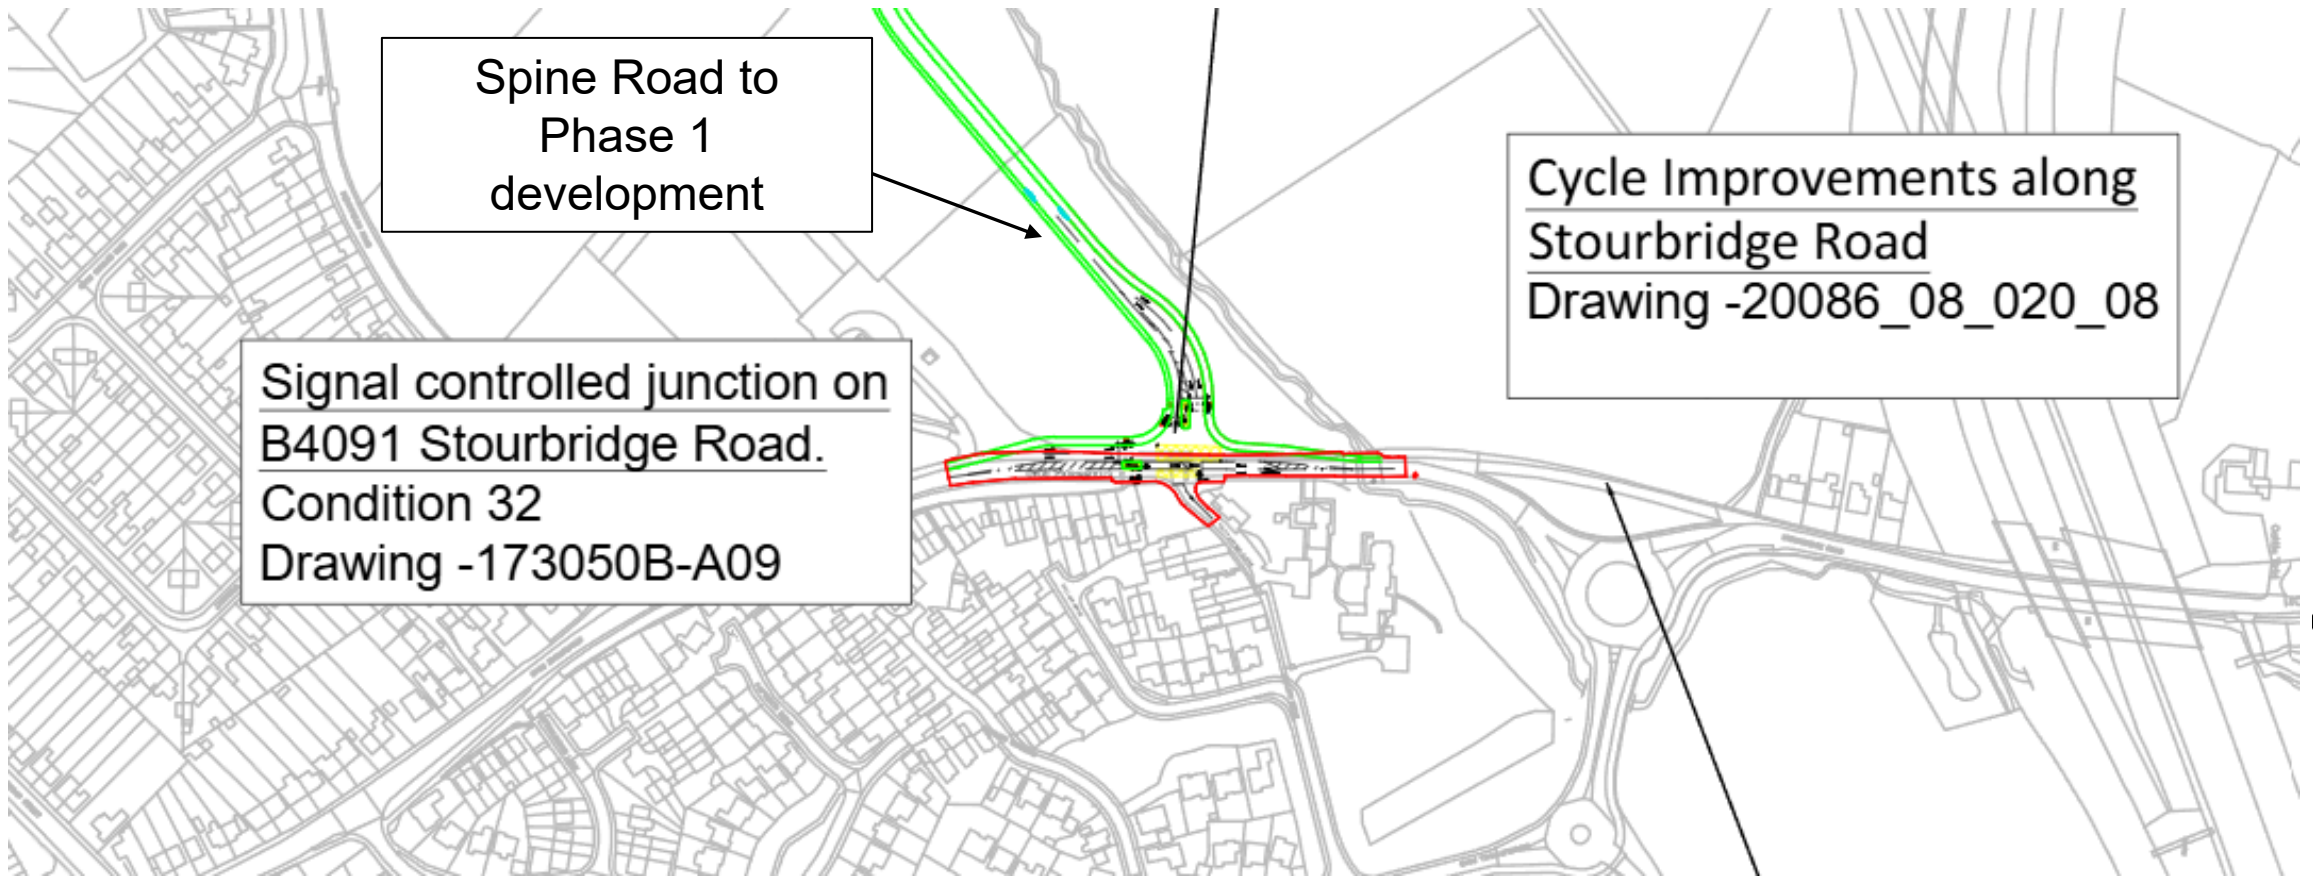 Spine Road to
Phase 1
development
Cycle Improvements along
Stourbridge Road
Drawing -20086_08_020_08
Signal controlled junction on
B4091 Stourbridge Road.
Condition 32
Drawing -173050B-A09